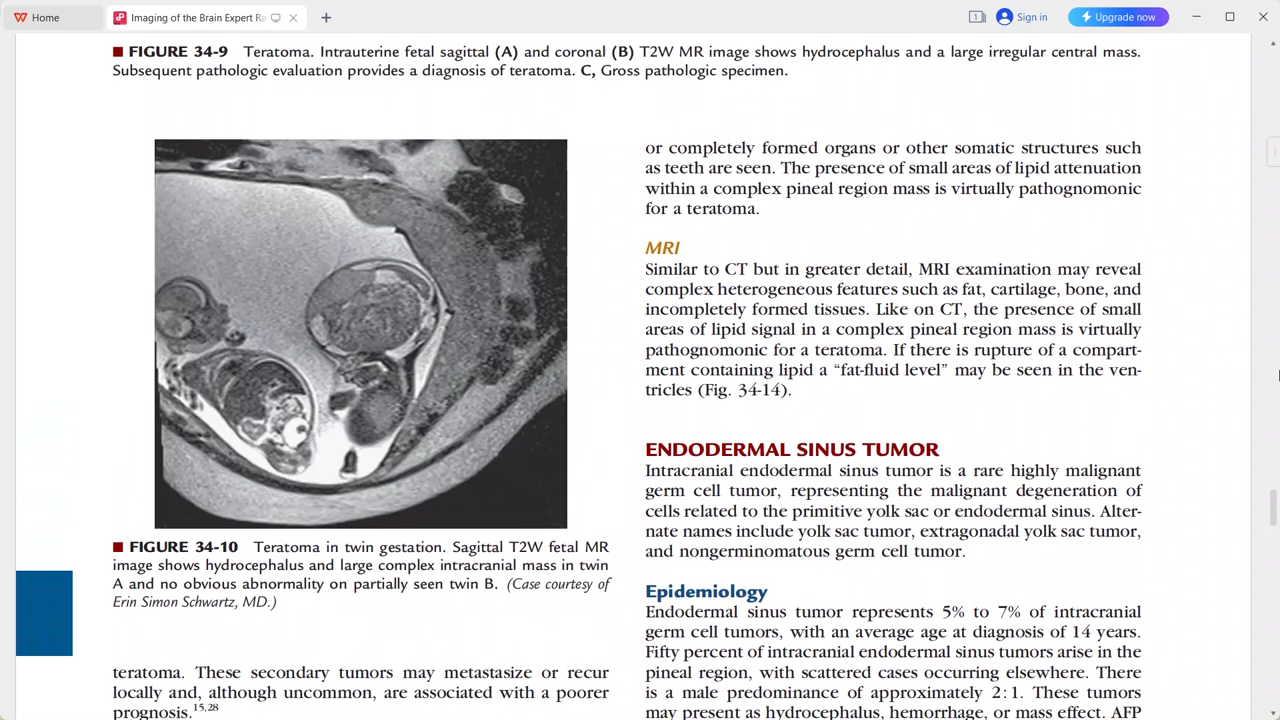 Home
Imaging of the Brain Expert Ra
Sign in
Upgrade now
■ FIGURE 34-9 Teratoma. Intrauterine fetal sagittal (A) and coronal (B) T2W MR image shows hydrocephalus and a large irregular central mass.
Subsequent pathologic evaluation provides a diagnosis of teratoma. C, Gross pathologic specimen.
■ FIGURE 34-10 Teratoma in twin gestation. Sagittal T2W fetal MR
image shows hydrocephalus and large complex intracranial mass in twin
A and no obvious abnormality on partially seen twin B. (Case courtesy of
Erin Simon Schwartz, MD.)
teratoma. These secondary tumors may metastasize or recur
locally and, although uncommon, are associated with a poorer
prognosis.15,28
or completely formed organs or other somatic structures such
as teeth are seen. The presence of small areas of lipid attenuation
within a complex pineal region mass is virtually pathognomonic
for a teratoma.
MRI
Similar to CT but in greater detail, MRI examination may reveal
complex heterogeneous features such as fat, cartilage, bone, and
incompletely formed tissues. Like on CT, the presence of small
areas of lipid signal in a complex pineal region mass is virtually
pathognomonic for a teratoma. If there is rupture of a compart-
ment containing lipid a “fat-fluid level” may be seen in the ven-
tricles (Fig. 34-14).
ENDODERMAL SINUS TUMOR
Intracranial endodermal sinus tumor is a rare highly malignant
germ cell tumor, representing the malignant degeneration of
cells related to the primitive yolk sac or endodermal sinus. Alter-
nate names include yolk sac tumor, extragonadal yolk sac tumor,
and nongerminomatous germ cell tumor.
Epidemiology
Endodermal sinus tumor represents 5% to 7% of intracranial
germ cell tumors, with an average age at diagnosis of 14 years.
Fifty percent of intracranial endodermal sinus tumors arise in the
pineal region, with scattered cases occurring elsewhere. There
is a male predominance of approximately 2:1. These tumors
may present as hydrocephalus, hemorrhage, or mass effect. AFP